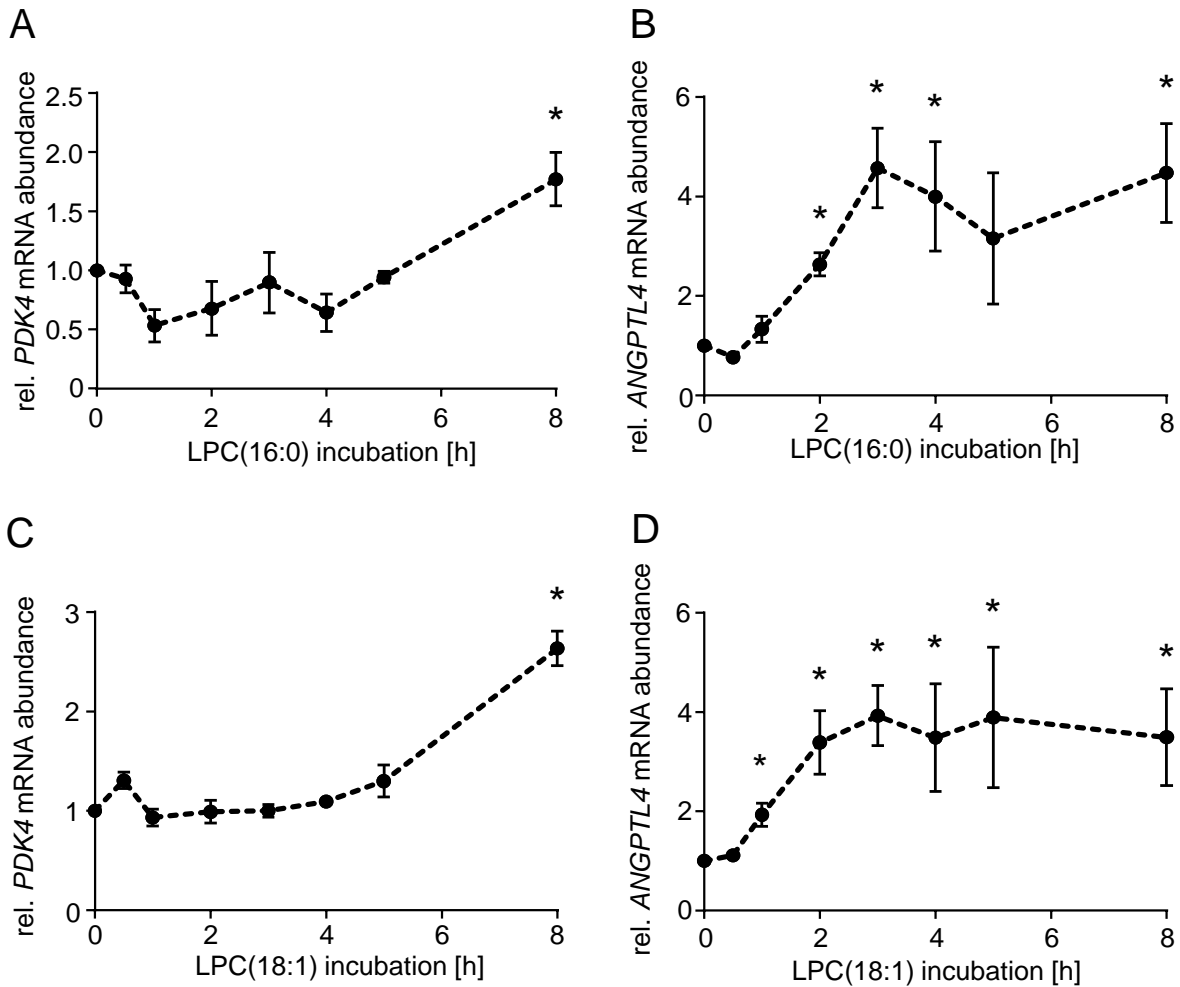 A
rel. PDK4 mRNA abundance
2.5
2.0
1.5
1.0
0.5
0
*
0 2 4 6 8
LPC(16:0) incubation [h]
B
rel. ANGPTL4 mRNA abundance
6
4
2
0
* * * *
0 2 4 6 8
LPC(16:0) incubation [h]
C
rel. PDK4 mRNA abundance
3
2
1
0
*
0 2 4 6 8
LPC(18:1) incubation [h]
D
rel. ANGPTL4 mRNA abundance
6
4
2
0
* * * * * *
0 2 4 6 8
LPC(18:1) incubation [h]